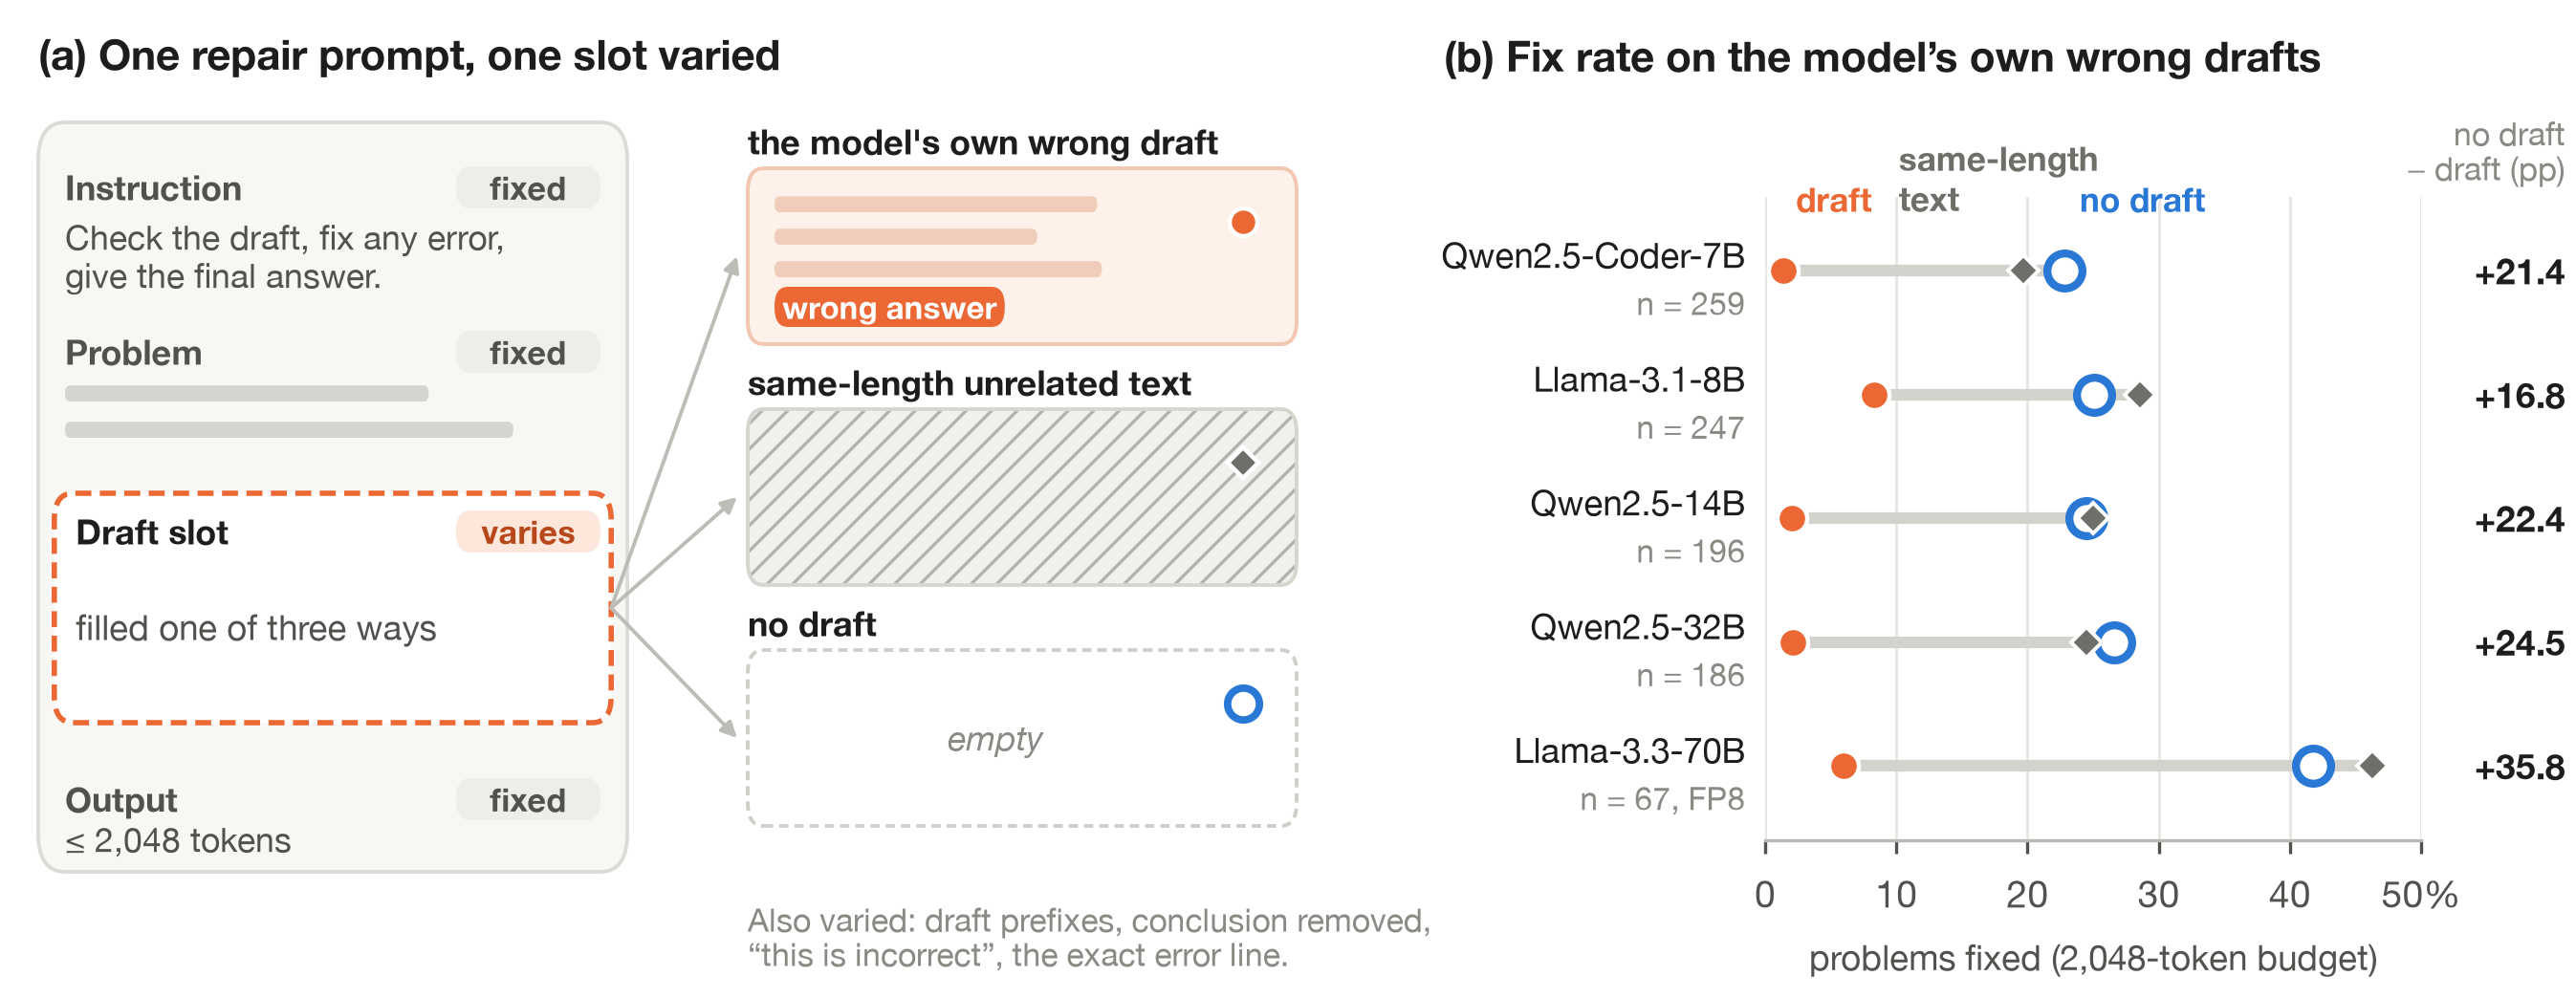 (a) One repair prompt, one slot varied
Instruction fixed
Check the draft, fix any error,
give the final answer.
Problem fixed
Draft slot varies
filled one of three ways
Output fixed
≤ 2,048 tokens
the model's own wrong draft
wrong answer
same-length unrelated text
no draft
empty
Also varied: draft prefixes, conclusion removed,
“this is incorrect”, the exact error line.
(b) Fix rate on the model’s own wrong drafts
no draft
– draft (pp)
same-length
draft text no draft
Qwen2.5-Coder-7B
n = 259
+21.4
Llama-3.1-8B
n = 247
+16.8
Qwen2.5-14B
n = 196
+22.4
Qwen2.5-32B
n = 186
+24.5
Llama-3.3-70B
n = 67, FP8
+35.8
0 10 20 30 40 50%
problems fixed (2,048-token budget)